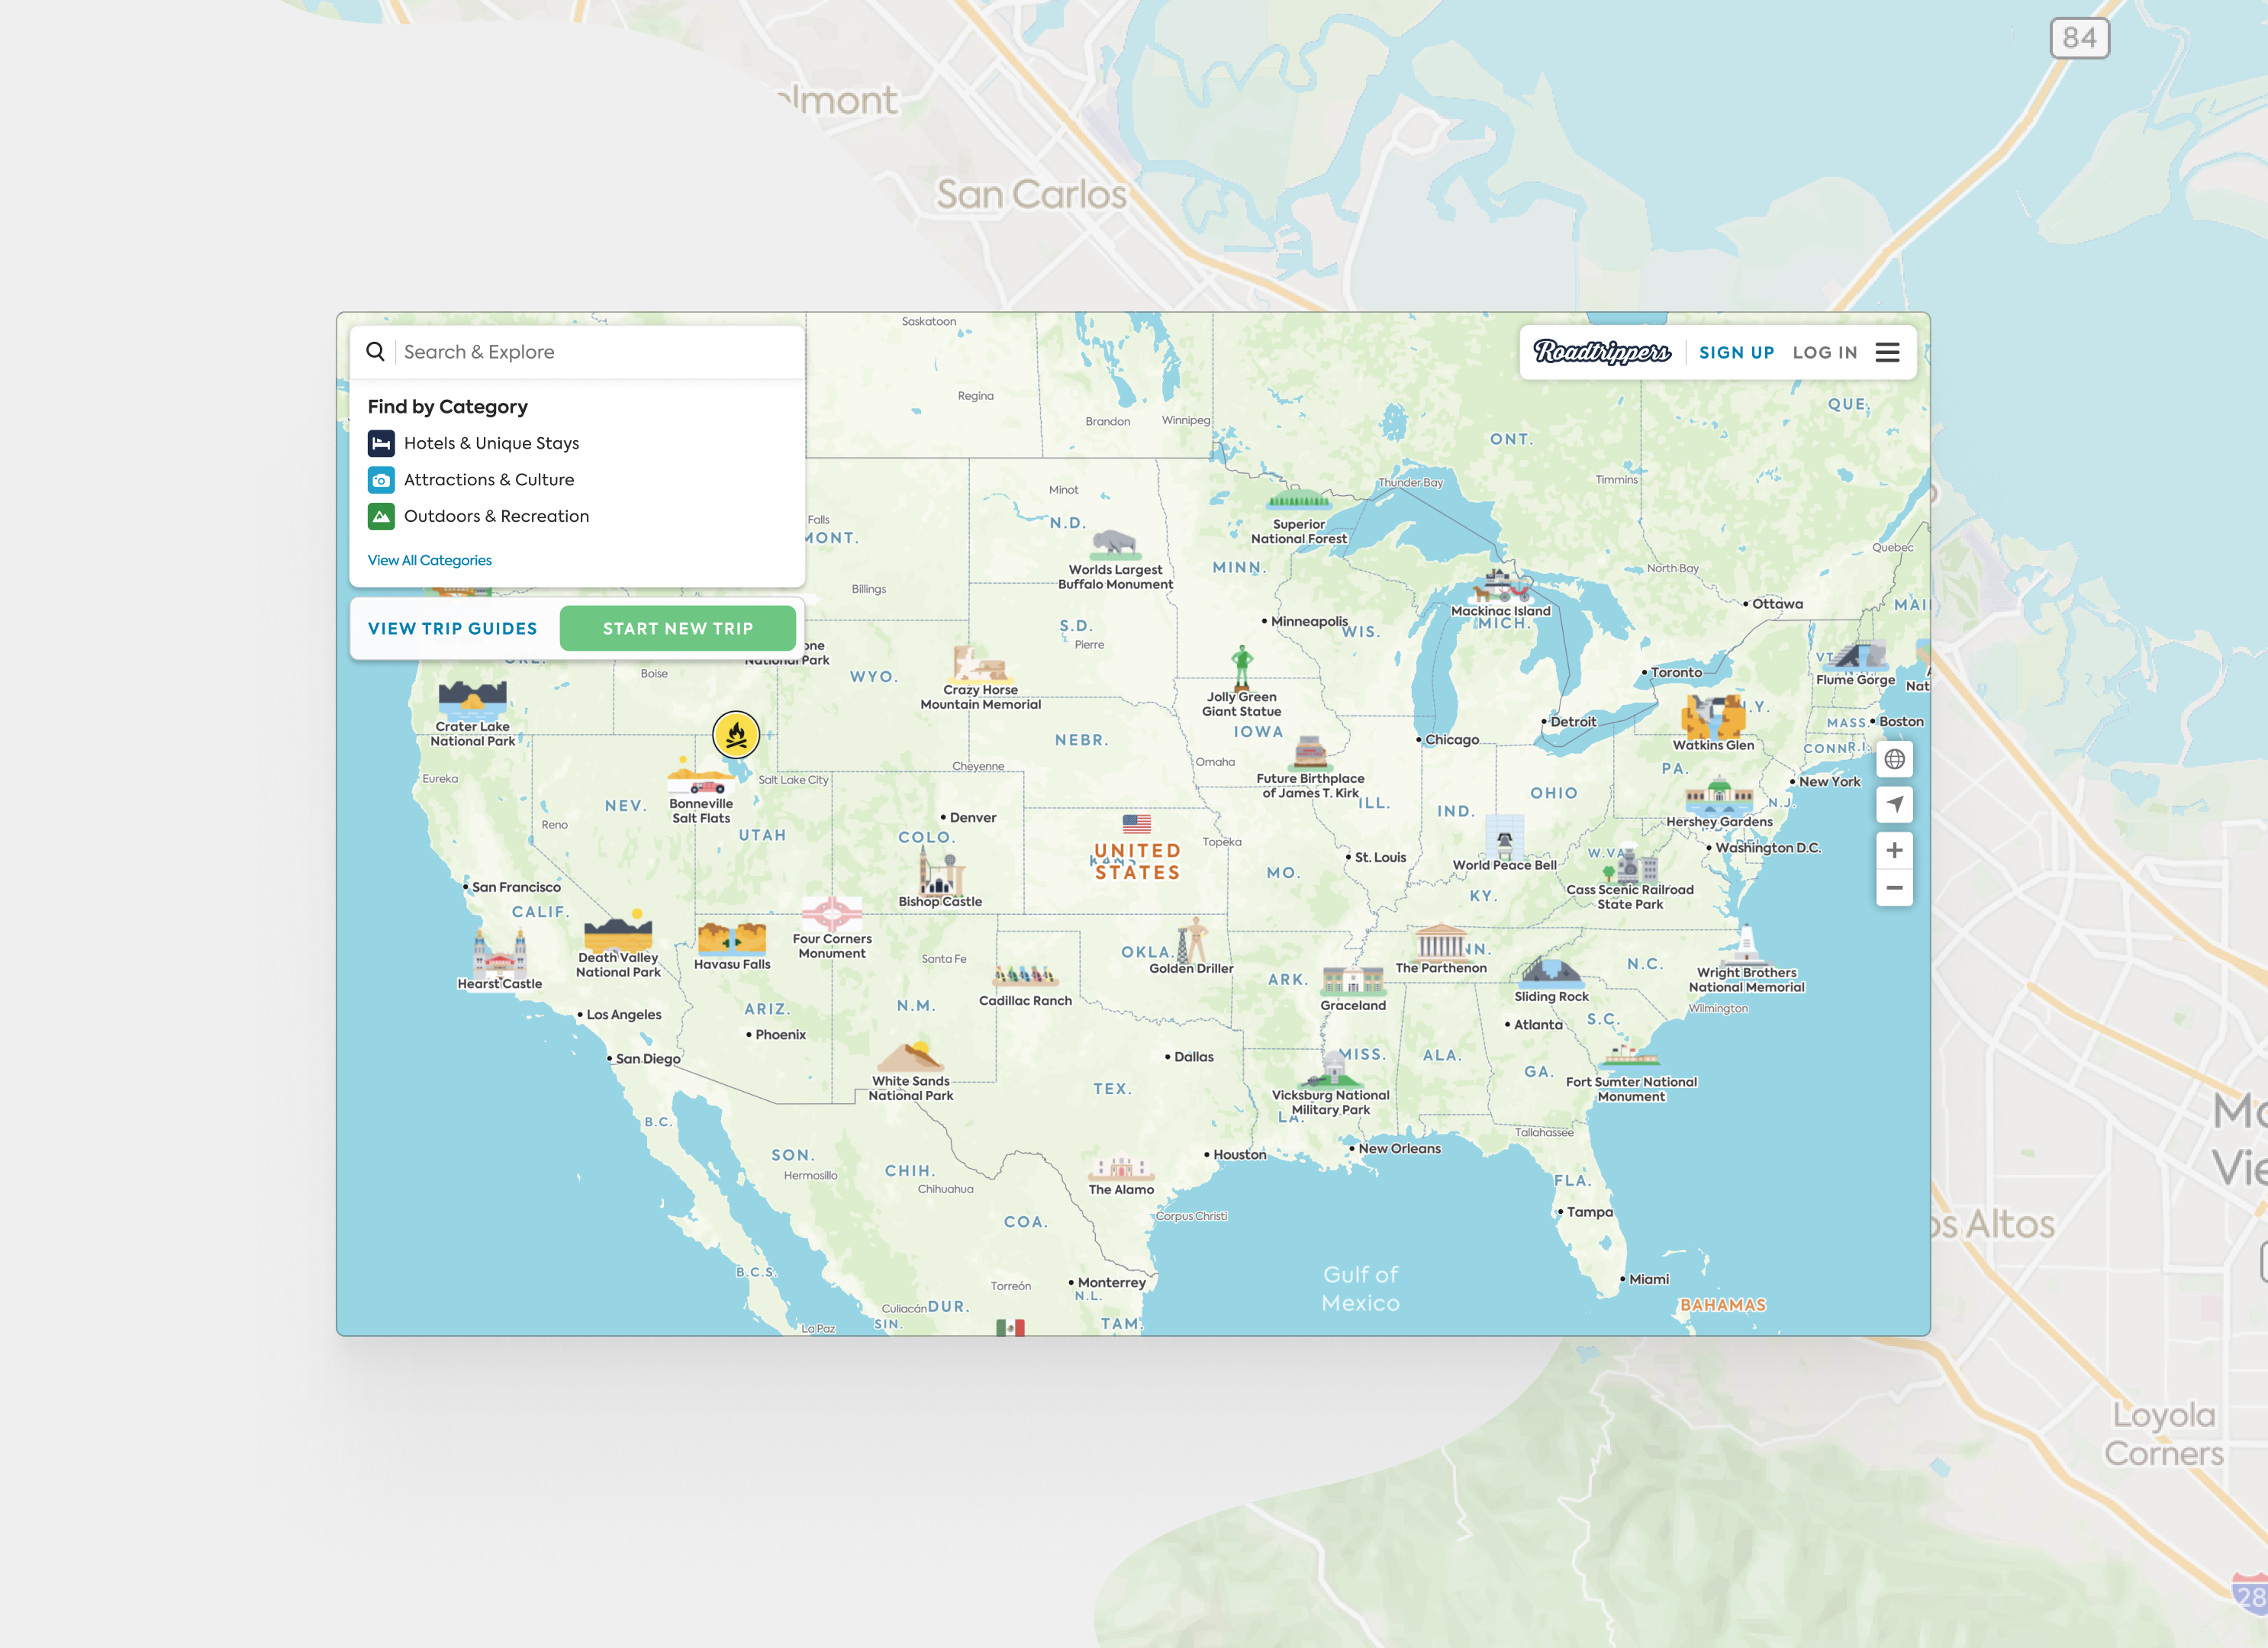 84
San Carlos
Search & Explore
Find by Category
Hotels & Unique Stays
Attractions & Culture
Outdoors & Recreation
View All Categories
VIEW TRIP GUIDES
START NEW TRIP
Roadtrippers
SIGN UP
LOG IN
Saskatoon
Regina
Brandon
Winnipeg
QUE.
ONT.
Thunder Bay
Timmins
Minot
N.D.
Falls
MONT.
Superior
National Forest
Quebec
Worlds Largest
Buffalo Monument
MINN.
North Bay
Billings
Mackinac Island
MICH.
Ottawa
Minneapolis
WIS.
S.D.
Pierre
National Park
Boise
WYO.
Crazy Horse
Mountain Memorial
Jolly Green
Giant Statue
Toronto
VT.
Flume Gorge
Crater Lake
National Park
IOWA
Detroit
MASS.
Boston
NEBR.
Chicago
Watkins Glen
CONN.
R.I.
Eureka
Salt Lake City
Cheyenne
Omaha
Future Birthplace
of James T. Kirk
PA.
New York
Bonneville
Salt Flats
NEV.
ILL.
IND.
OHIO
N.J.
Reno
UTAH
Denver
COLO.
Hershey Gardens
UNITED
STATES
Topeka
St. Louis
World Peace Bell
W.VA.
Washington D.C.
MO.
San Francisco
Bishop Castle
KY.
Cass Scenic Railroad
State Park
CALIF.
Four Corners
Monument
Death Valley
National Park
Havasu Falls
Santa Fe
OKLA.
Golden Driller
The Parthenon
N.C.
Wright Brothers
National Memorial
Hearst Castle
Cadillac Ranch
ARK.
Graceland
Sliding Rock
Wilmington
Los Angeles
ARIZ.
N.M.
Phoenix
Atlanta
S.C.
San Diego
Dallas
MISS.
ALA.
GA.
White Sands
National Park
TEX.
Vicksburg National
Military Park
Fort Sumter National
Monument
LA.
B.C.
Tallahassee
SON.
Hermosillo
CHIH.
Chihuahua
Houston
New Orleans
The Alamo
FLA.
Corpus Christi
COA.
Tampa
B.C.S.
Torreón
Monterrey
N.L.
Gulf of
Mexico
Miami
Culiacán
DUR.
BAHAMAS
SIN.
La Paz
TAM.
Loyola
Corners